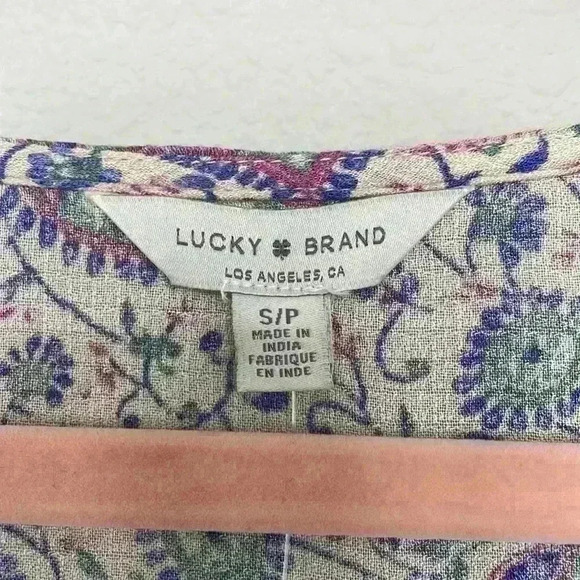 LUCKY BRAND
LOS ANGELES, CA
S/P
MADE IN
INDIA
FABRIQUE
EN INDE